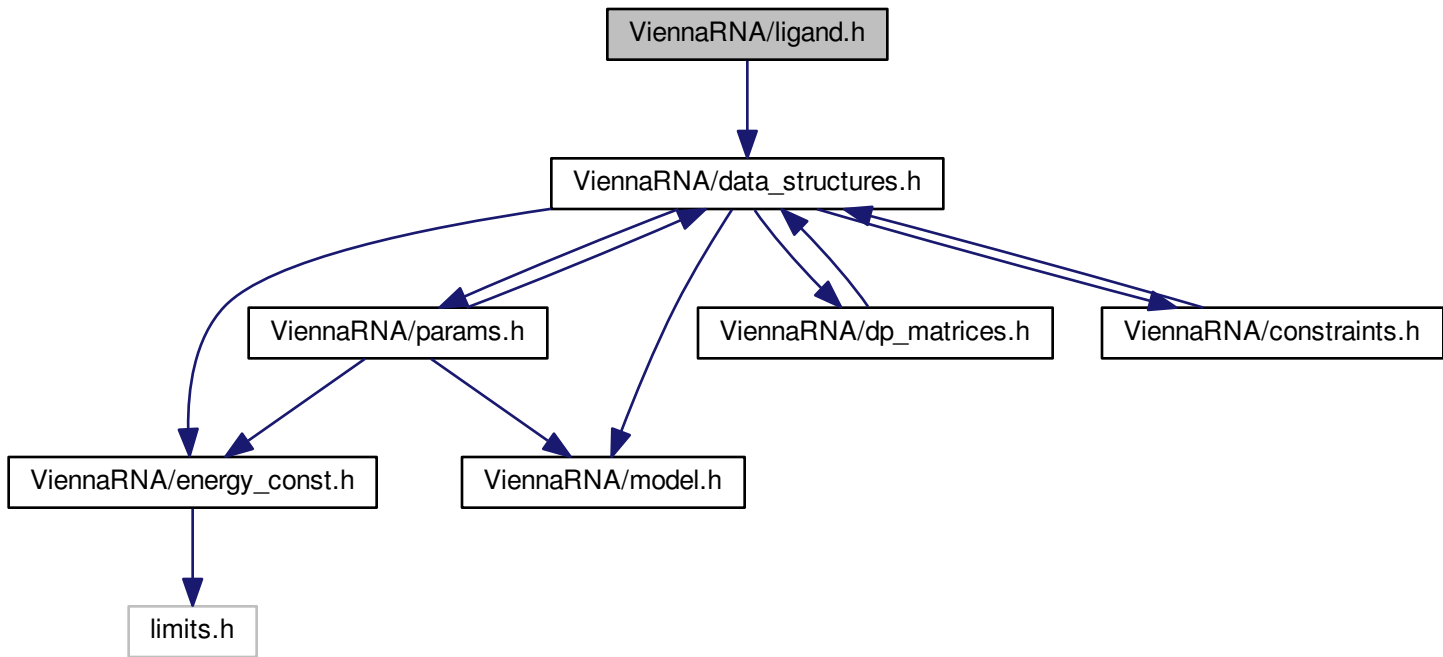 ViennaRNA/ligand.h
ViennaRNA/data_structures.h
ViennaRNA/params.h
ViennaRNA/dp_matrices.h
ViennaRNA/constraints.h
ViennaRNA/energy_const.h
ViennaRNA/model.h
limits.h